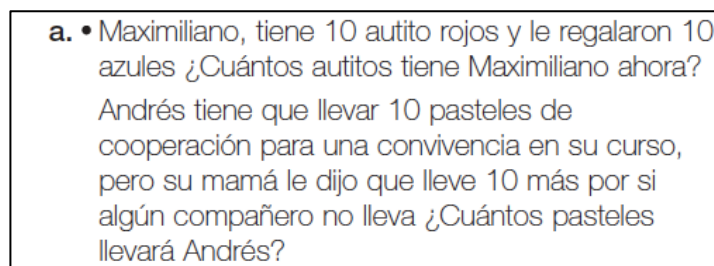 a. • Maximiliano, tiene 10 autito rojos y le regalaron 10
azules ¿Cuántos autitos tiene Maximiliano ahora?
Andrés tiene que llevar 10 pasteles de
cooperación para una convivencia en su curso,
pero su mamá le dijo que lleve 10 más por si
algún compañero no lleva ¿Cuántos pasteles
llevará Andrés?